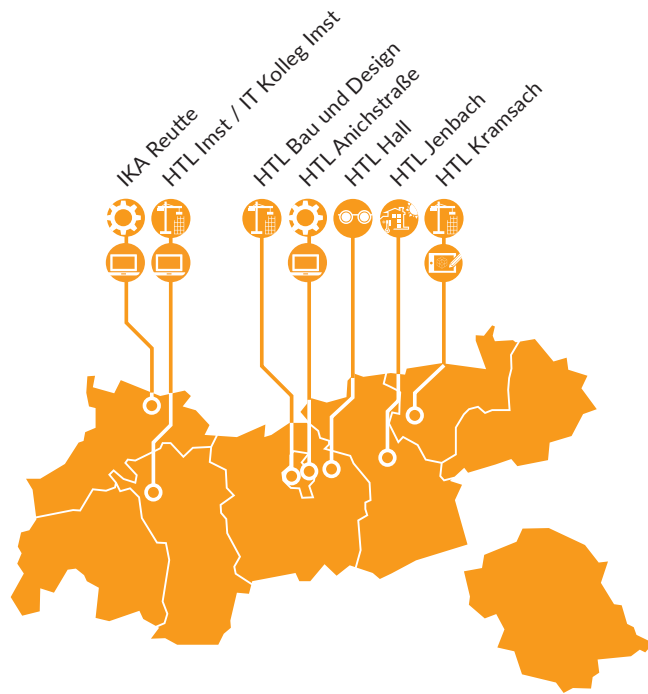 IKA Reutte
HTL Imst / IT Kolleg Imst
HTL Bau und Design
HTL Anichstraße
HTL Hall
HTL Jenbach
HTL Kramsach